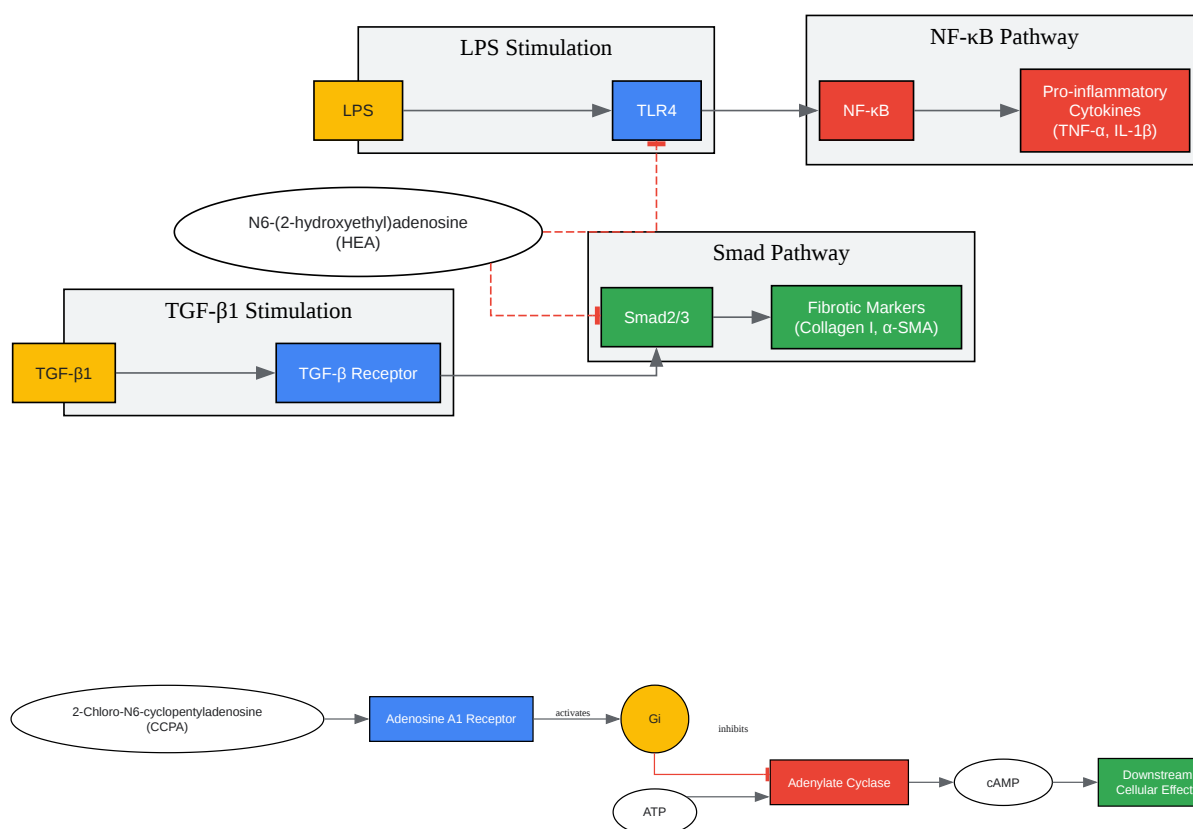 LPS Stimulation
LPS
TLR4
NF-κB Pathway
NF-κB
Pro-inflammatory
Cytokines
(TNF-α, IL-1β)
N6-(2-hydroxyethyl)adenosine
(HEA)
Smad Pathway
Smad2/3
Fibrotic Markers
(Collagen I, α-SMA)
TGF-β1 Stimulation
TGF-β1
TGF-β Receptor
2-Chloro-N6-cyclopentyladenosine
(CCPA)
Adenosine A1 Receptor
activates
Gi
inhibits
ATP
Adenylate Cyclase
cAMP
Downstream
Cellular Effect